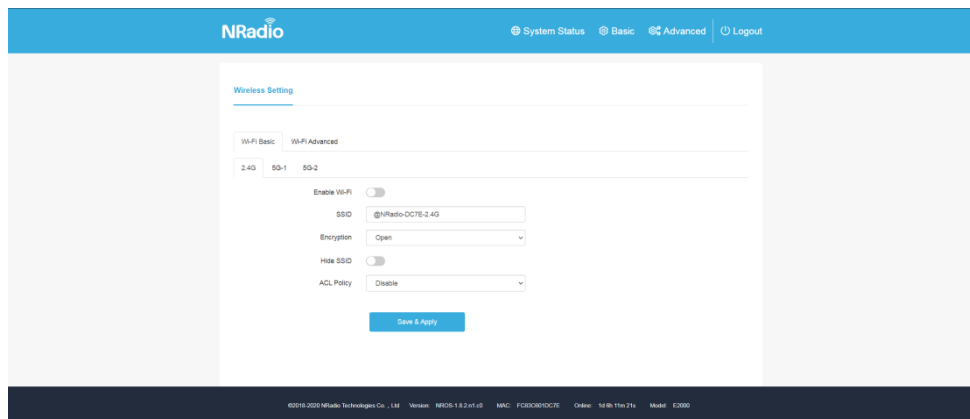 NRadio
System Status Basic Advanced Logout
Wireless Setting
Wi-Fi Basic Wi-Fi Advanced
2.4G 5G-1 5G-2
Enable Wi-Fi
SSID @NRadio-DC7E-2.4G
Encryption Open
Hide SSID
ACL Policy Disable
Save & Apply
©2018-2020 NRadio Technologies Co. , Ltd Version: NROS-1.8.2.n1.c0 MAC: FC83C601DC7E Online: 1d 6h 11m 21s Model: E2000